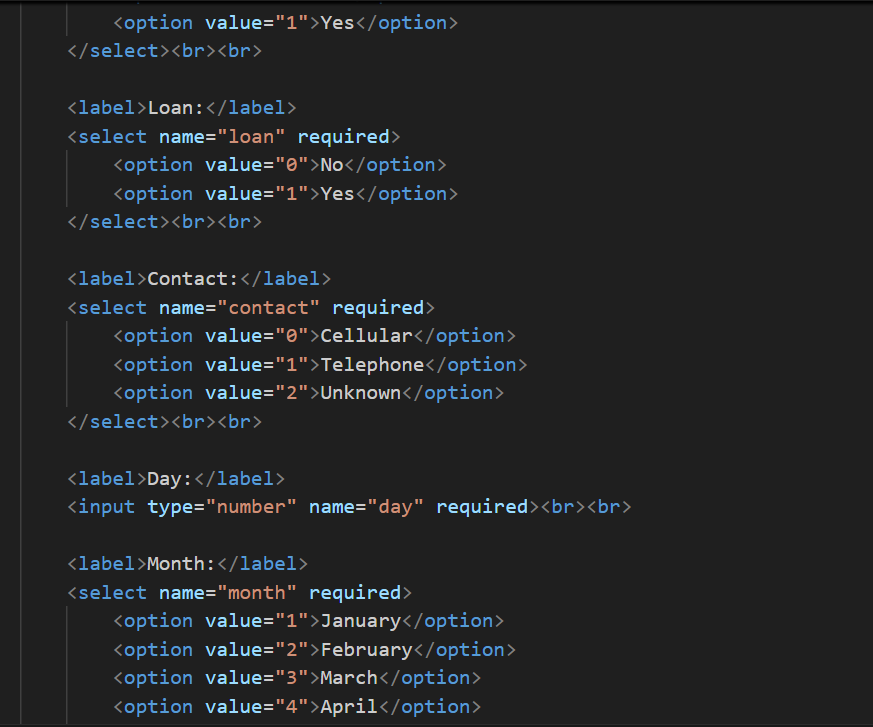 <option value="1">Yes</option>
</select><br><br>
<label>Loan:</label>
<select name="loan" required>
<option value="0">No</option>
<option value="1">Yes</option>
</select><br><br>
<label>Contact:</label>
<select name="contact" required>
<option value="0">Cellular</option>
<option value="1">Telephone</option>
<option value="2">Unknown</option>
</select><br><br>
<label>Day:</label>
<input type="number" name="day" required><br><br>
<label>Month:</label>
<select name="month" required>
<option value="1">January</option>
<option value="2">February</option>
<option value="3">March</option>
<option value="4">April</option>